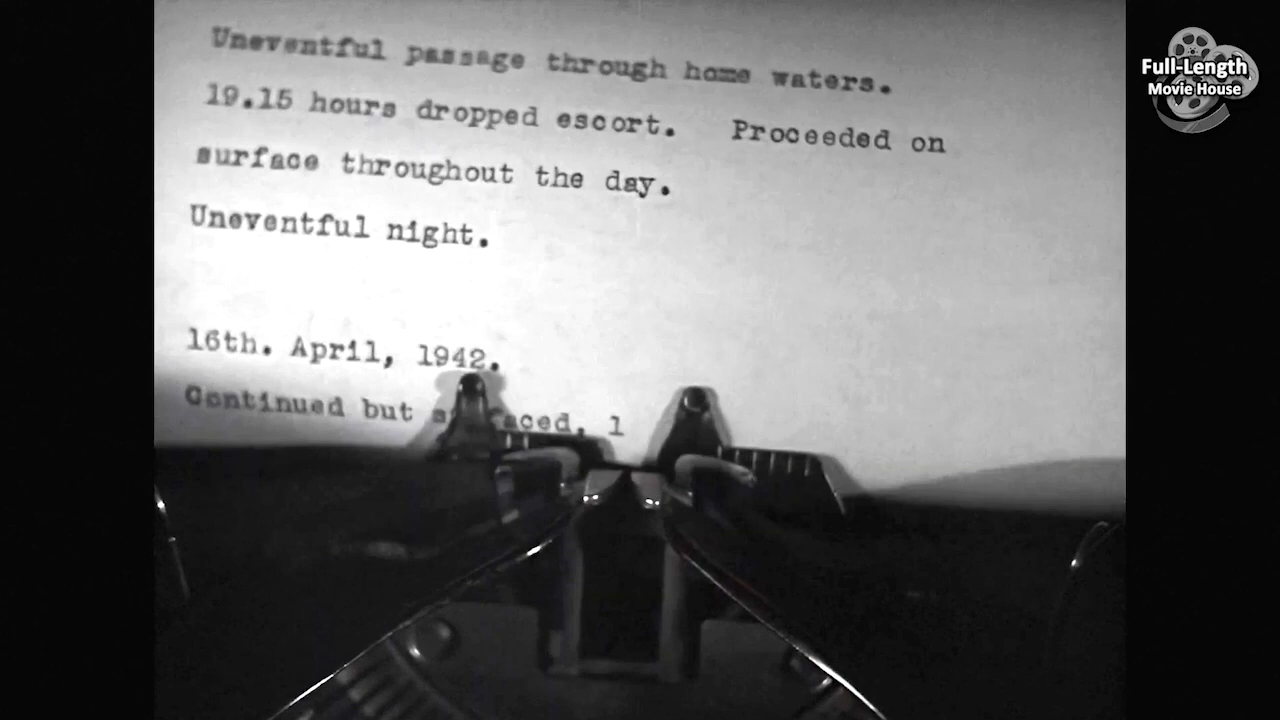 Uneventful passage through home waters.
19.15 hours dropped escort. Proceeded on
surface throughout the day.
Uneventful night.
16th. April, 1942.
Continued but 1
Full-Length
Movie House